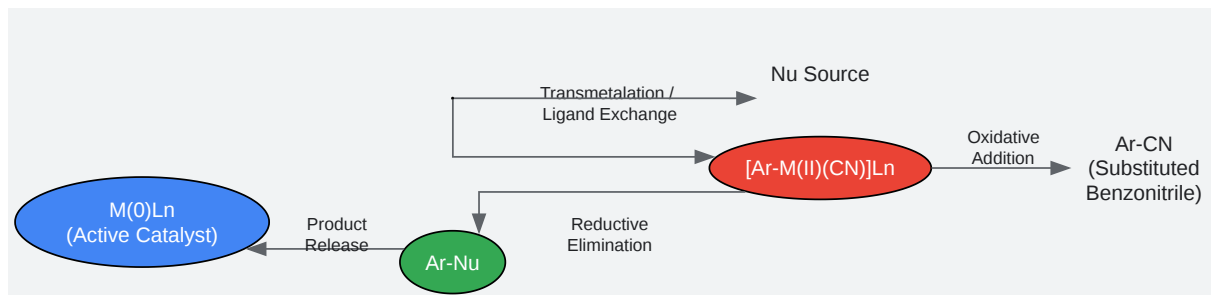 Nu Source
Transmetalation /
Ligand Exchange
Oxidative
Addition
Ar-CN
(Substituted
Benzonitrile)
[Ar-M(II)(CN)]Ln
M(0)Ln
(Active Catalyst)
Product
Release
Reductive
Elimination
Ar-Nu